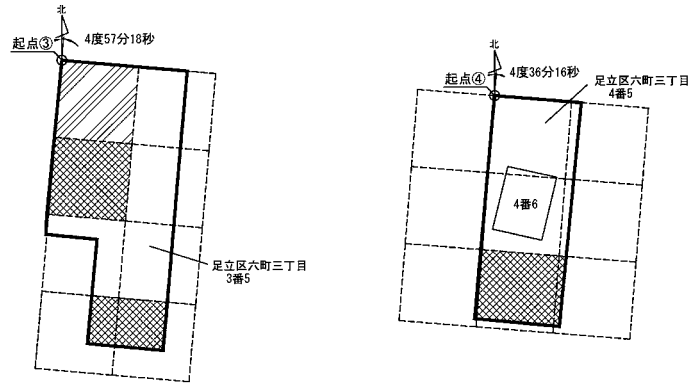 北
起点③
4度57分18秒
足立区六町三丁目
3番5
北
起点④
4度36分16秒
足立区六町三丁目
4番5
4番6